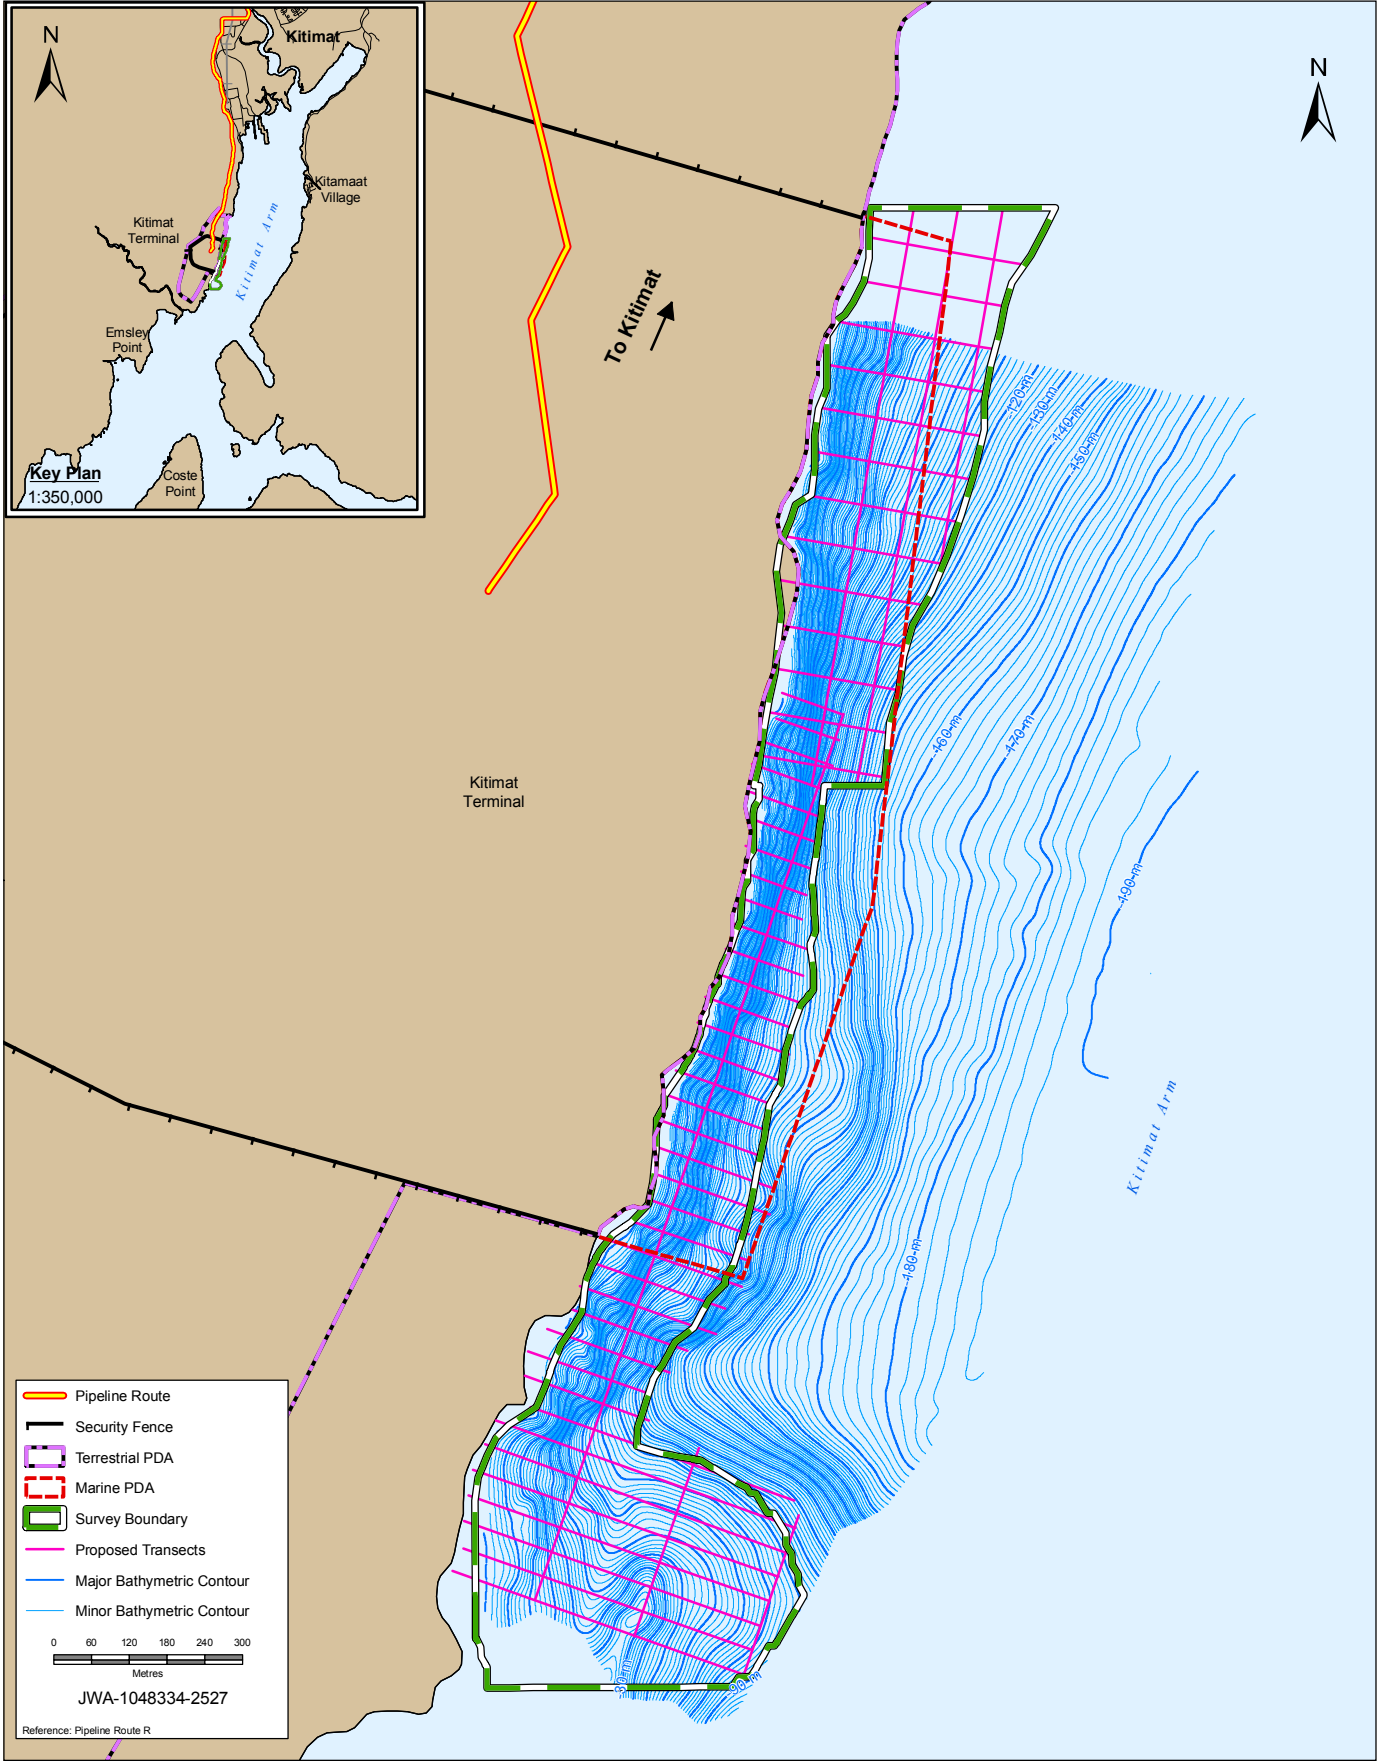 N
Kitimat
Kitamaat
Village
Kitimat
Terminal
Kitimat Arm
Emsley
Point
Key Plan
1:350,000
Coste
Point
N
To Kitimat
-120 m
-130 m
-140 m
-150 m
-160 m
-170 m
Kitimat
Terminal
-190 m
Kitimat Arm
-180 m
-30 m
-90 m
Pipeline Route
Security Fence
Terrestrial PDA
Marine PDA
Survey Boundary
Proposed Transects
Major Bathymetric Contour
Minor Bathymetric Contour
0 60 120 180 240 300
Metres
JWA-1048334-2527
Reference: Pipeline Route R